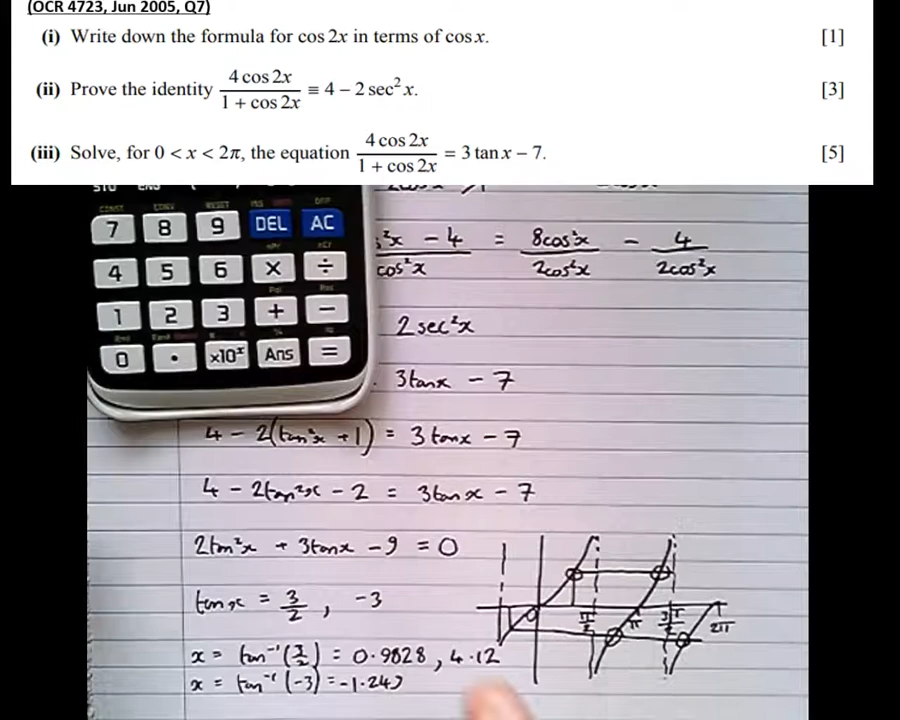 (OCR 4723, Jun 2005, Q7)
(i) Write down the formula for cos 2x in terms of cos x. [1]
(ii) Prove the identity 4 cos 2x / 1 + cos 2x ≡ 4 − 2 sec²x. [3]
(iii) Solve, for 0 < x < 2π, the equation 4 cos 2x / 1 + cos 2x = 3 tan x − 7. [5]
7 8 9 DEL AC
4 5 6 × ÷
1 2 3 + −
0 . ×10ˣ Ans =
²x − 4 / cos²x = 8cos²x / 2cos²x − 4 / 2cos²x
2sec²x
3tanx − 7
4 − 2(tan²x + 1) = 3tanx − 7
4 − 2tan²x − 2 = 3tanx − 7
2tan²x + 3tanx − 9 = 0
tanx = 3/2 , −3
x = tan⁻¹(3/2) = 0.9828 , 4.12
x = tan⁻¹(−3) = −1.249
π/2 π 3π/2 2π